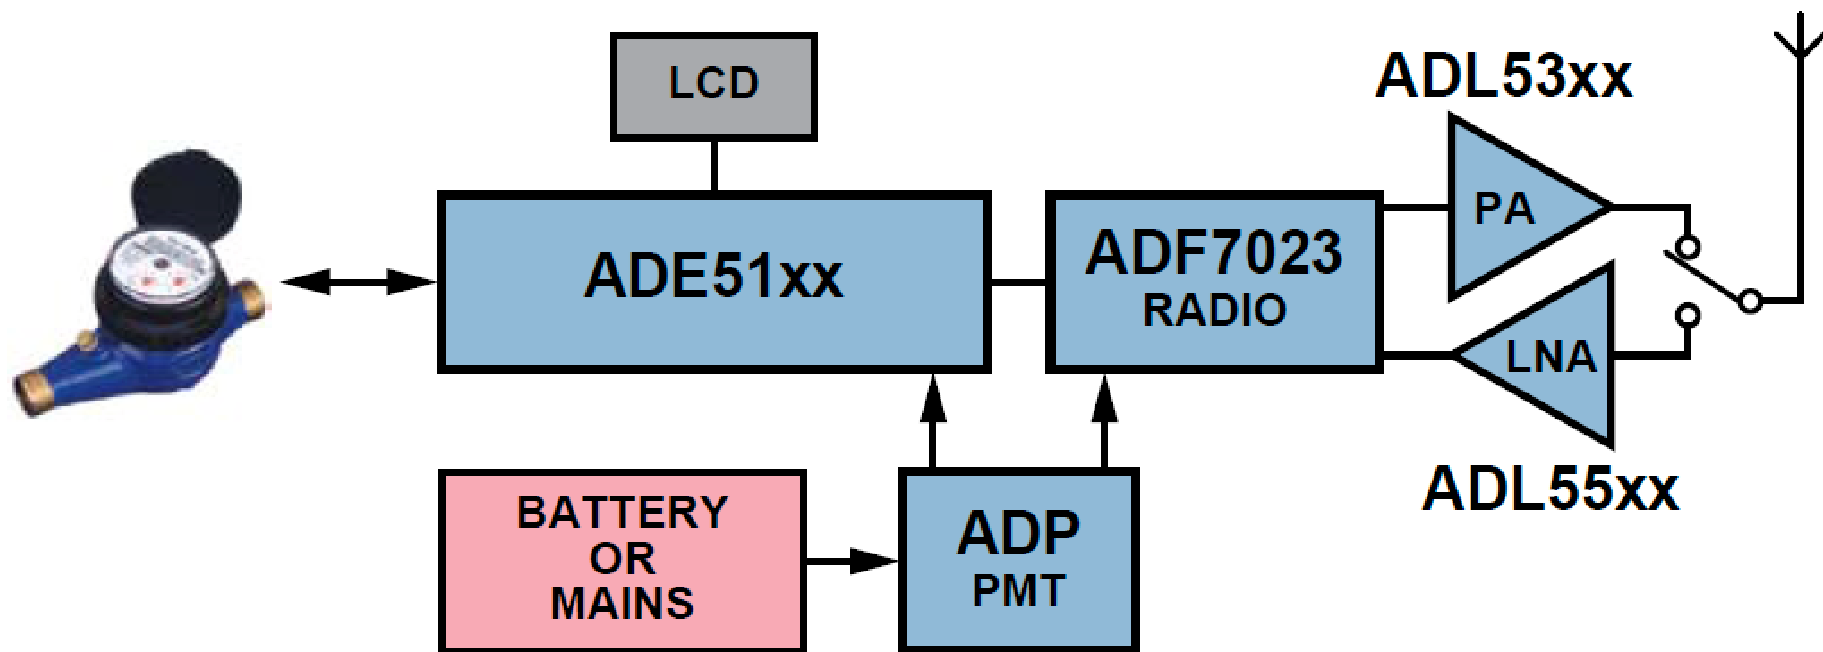 LCD
ADL53xx
PA
ADE51xx
ADF7023
RADIO
LNA
ADL55xx
BATTERY
OR
MAINS
ADP
PMT